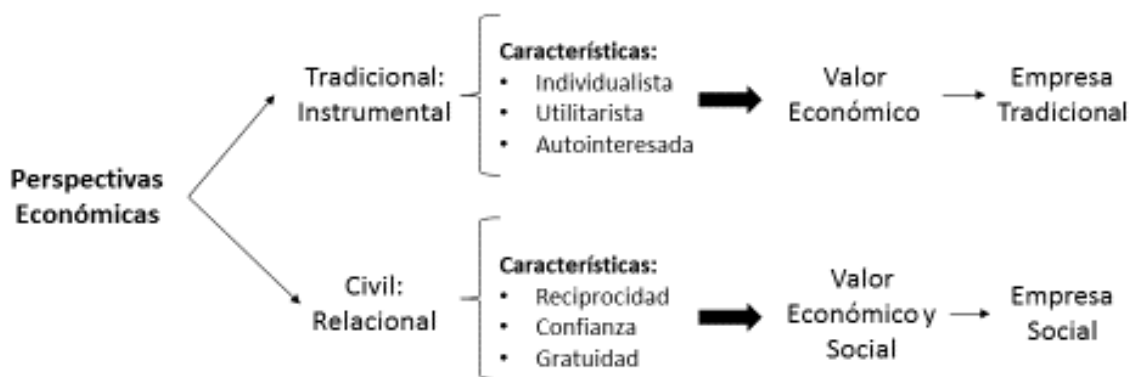 Perspectivas
Económicas
Tradicional:
Instrumental
Características:
• Individualista
• Utilitarista
• Autointeresada
Valor
Económico
Empresa
Tradicional
Civil:
Relacional
Características:
• Reciprocidad
• Confianza
• Gratuidad
Valor
Económico y
Social
Empresa
Social